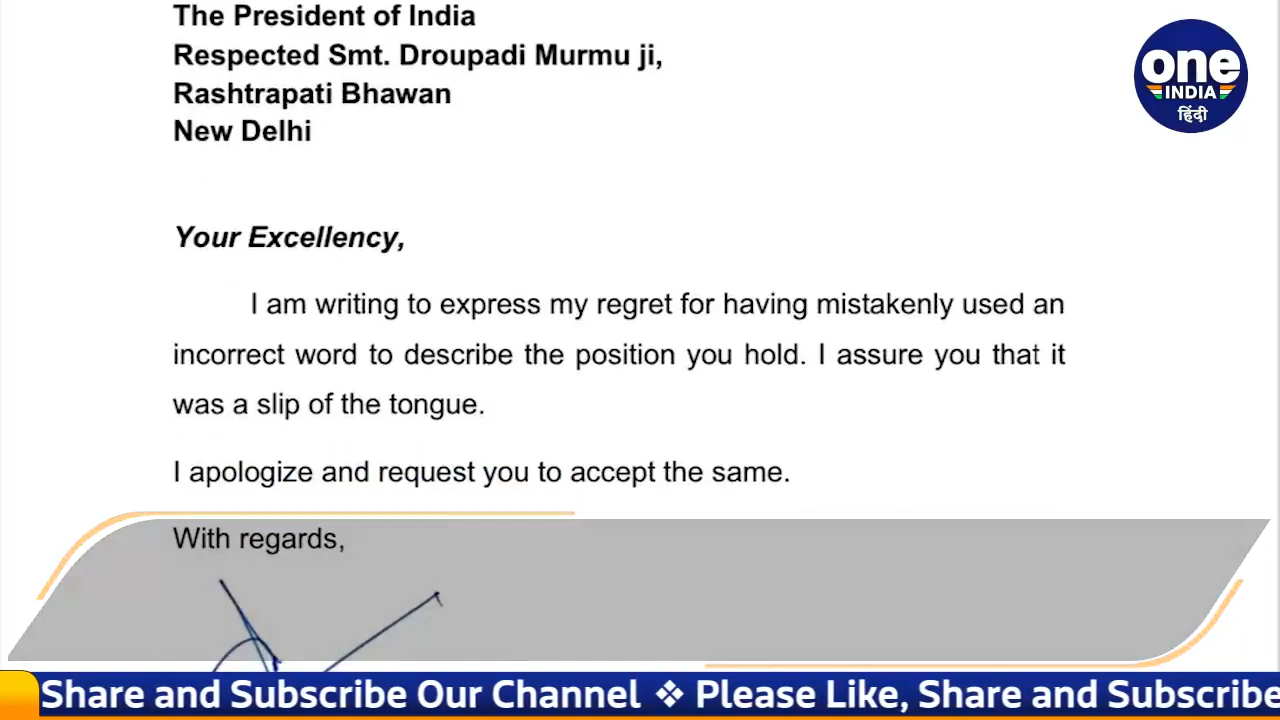 The President of India
Respected Smt. Droupadi Murmu ji,
Rashtrapati Bhawan
New Delhi
one
INDIA
हिंदी
Your Excellency,
I am writing to express my regret for having mistakenly used an
incorrect word to describe the position you hold. I assure you that it
was a slip of the tongue.
I apologize and request you to accept the same.
With regards,
Share and Subscribe Our Channel ❖ Please Like, Share and Subscribe